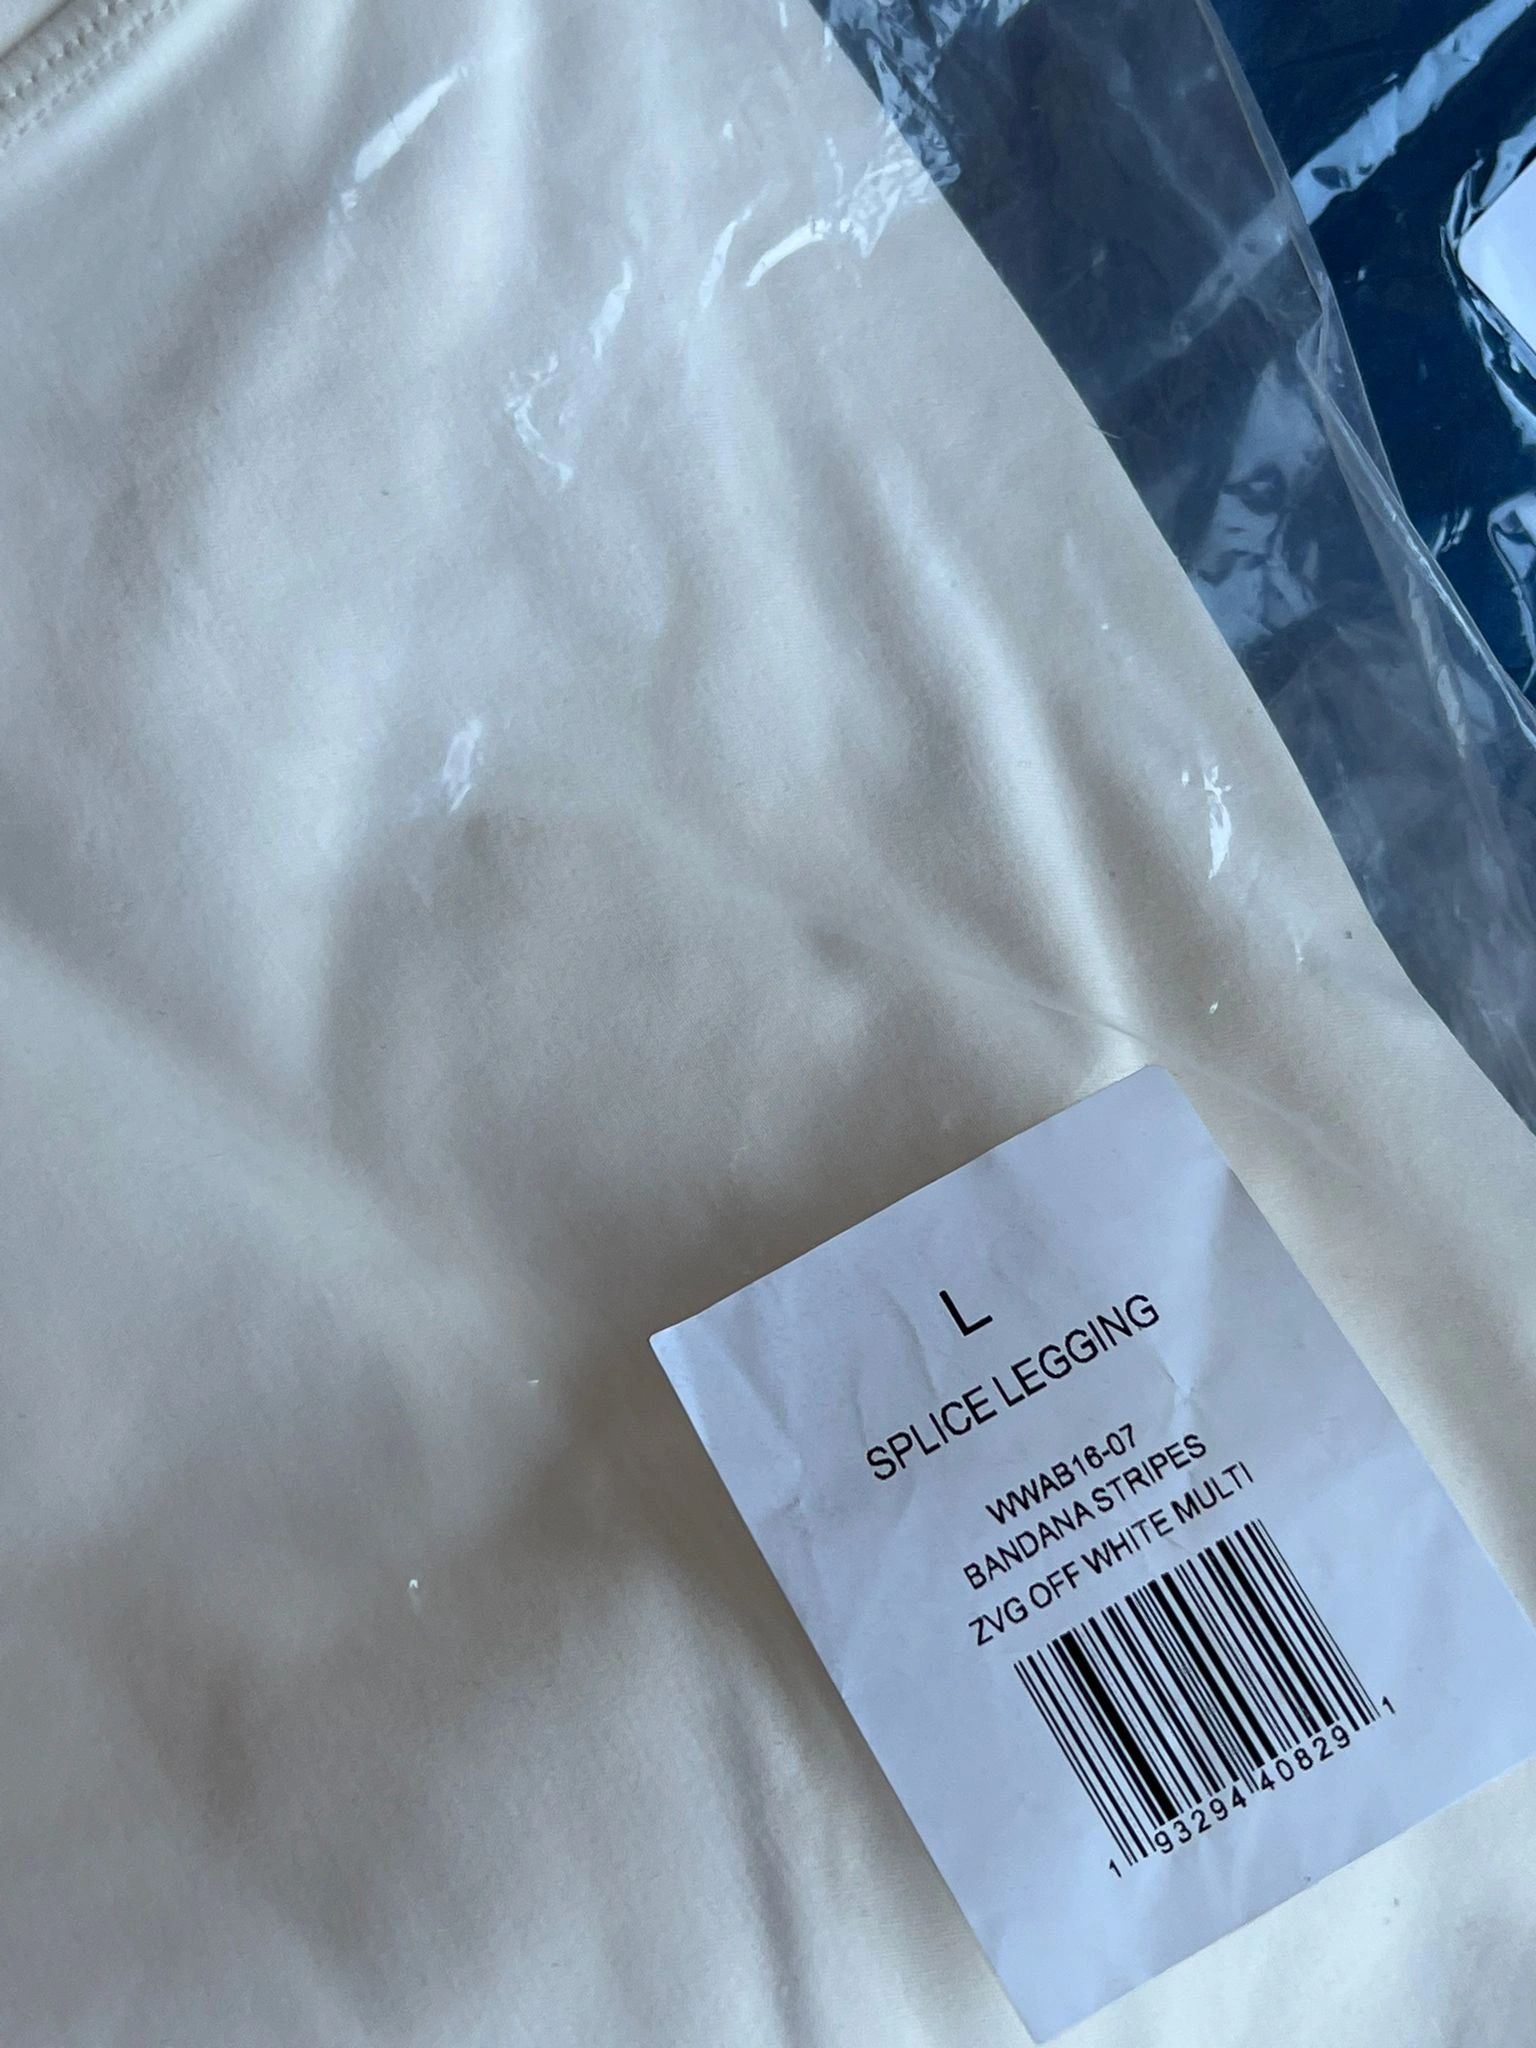 L
SPLICE LEGGING
WWAB16-07
BANDANA STRIPES
ZVG OFF WHITE MULTI
1 93294 40829 1